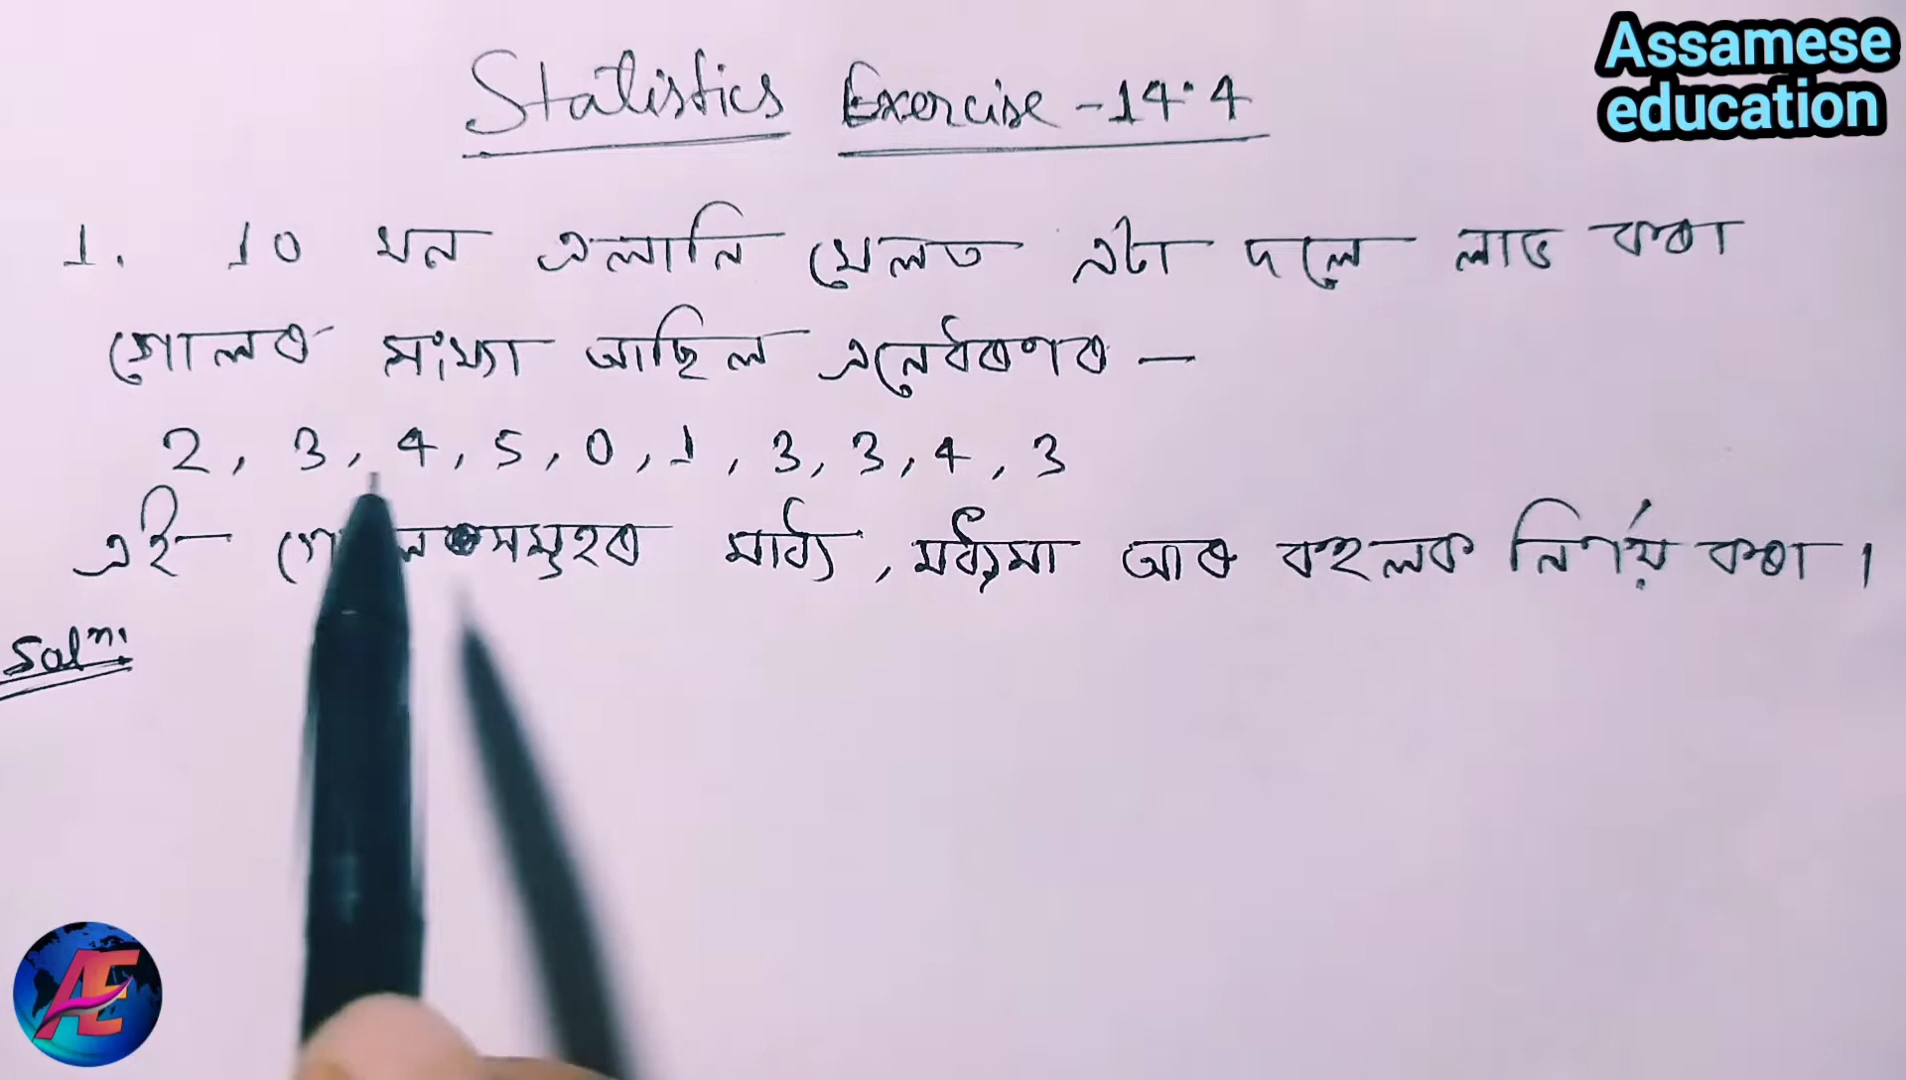 Statistics Exercise - 14.4
Assamese
education
1. 10 খন এলানি খেলত এটা দলে লাভ কৰা
গোলৰ সংখ্যা আছিল এনেধৰণৰ —
2, 3, 4, 5, 0, 1, 3, 3, 4, 3
এই সমূহৰ মাধ্য, মধ্যমা আৰু বহুলক নিৰ্ণয় কৰা ।
Solⁿ:
AE